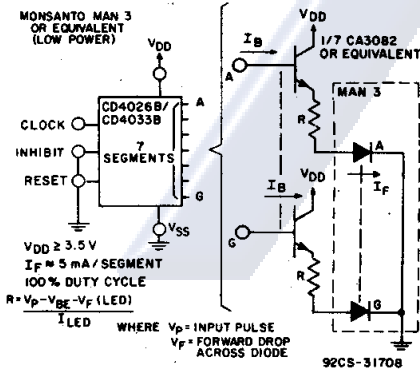 MONSANTO MAN 3
OR EQUIVALENT
(LOW POWER)
VDD
CD4026B/
CD4033B
7
SEGMENTS
A
G
CLOCK
INHIBIT
RESET
VSS
VDD ≥ 3.5 V
IF ≈ 5 mA/SEGMENT
100% DUTY CYCLE
R = VP-VBE-VF (LED)
ILED
WHERE VP = INPUT PULSE
VF = FORWARD DROP
ACROSS DIODE
VDD
IB
A
1/7 CA3082
OR EQUIVALENT
R
MAN 3
A
IF
VDD
IB
G
R
G
92CS-31708